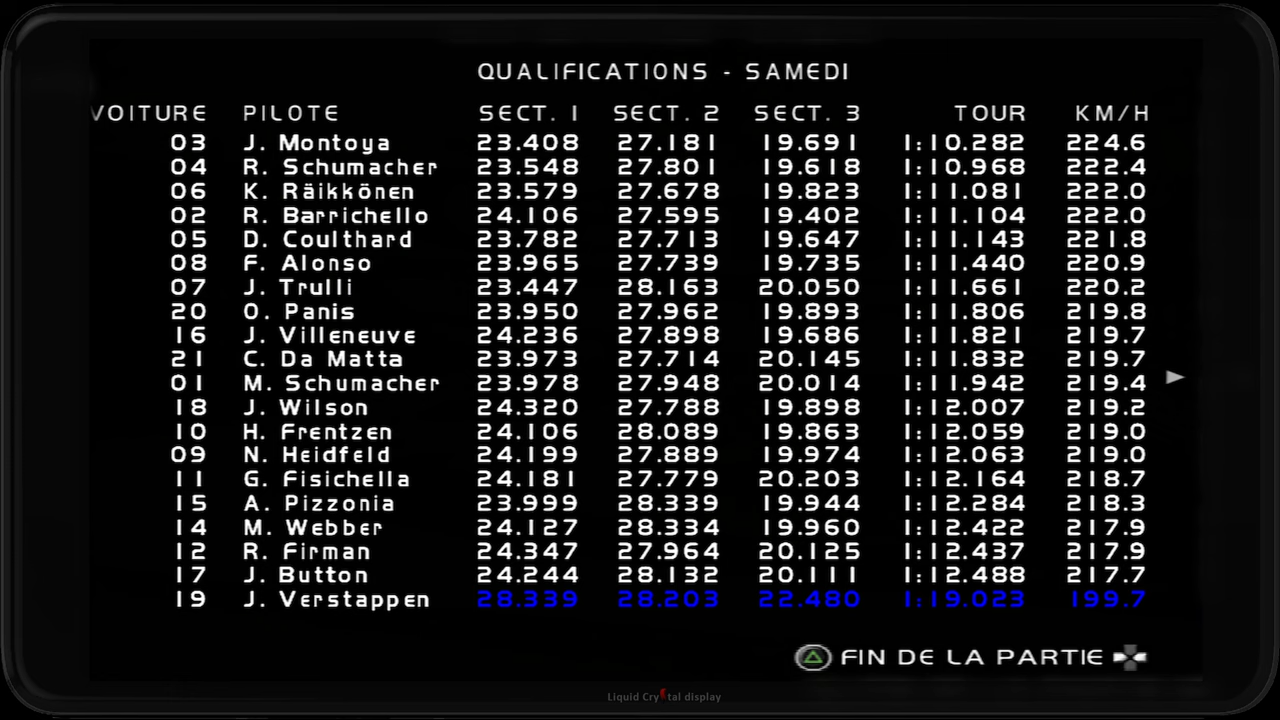 QUALIFICATIONS - SAMEDI
VOITURE PILOTE SECT. 1 SECT. 2 SECT. 3 TOUR KM/H
03 J. Montoya 23.408 27.181 19.691 1:10.282 224.6
04 R. Schumacher 23.548 27.801 19.618 1:10.968 222.4
06 K. Räikkönen 23.579 27.678 19.823 1:11.081 222.0
02 R. Barrichello 24.106 27.595 19.402 1:11.104 222.0
05 D. Coulthard 23.782 27.713 19.647 1:11.143 221.8
08 F. Alonso 23.965 27.739 19.735 1:11.440 220.9
07 J. Trulli 23.447 28.163 20.050 1:11.661 220.2
20 O. Panis 23.950 27.962 19.893 1:11.806 219.8
16 J. Villeneuve 24.236 27.898 19.686 1:11.821 219.7
21 C. Da Matta 23.973 27.714 20.145 1:11.832 219.7
01 M. Schumacher 23.978 27.948 20.014 1:11.942 219.4
18 J. Wilson 24.320 27.788 19.898 1:12.007 219.2
10 H. Frentzen 24.106 28.089 19.863 1:12.059 219.0
09 N. Heidfeld 24.199 27.889 19.974 1:12.063 219.0
11 G. Fisichella 24.181 27.779 20.203 1:12.164 218.7
15 A. Pizzonia 23.999 28.339 19.944 1:12.284 218.3
14 M. Webber 24.127 28.334 19.960 1:12.422 217.9
12 R. Firman 24.347 27.964 20.125 1:12.437 217.9
17 J. Button 24.244 28.132 20.111 1:12.488 217.7
19 J. Verstappen 28.339 28.203 22.480 1:19.023 199.7
FIN DE LA PARTIE
Liquid Crystal display